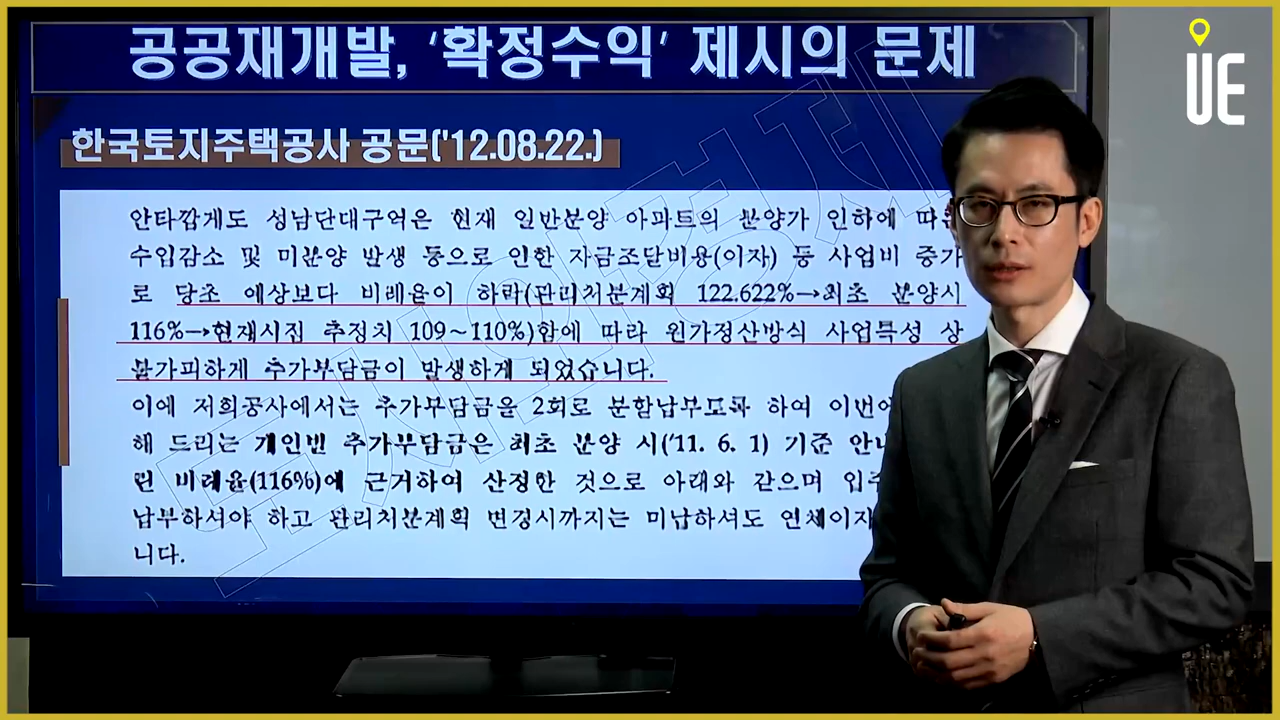 공공재개발, '확정수익' 제시의 문제
UE
한국토지주택공사 공문('12.08.22.)
안타깝게도 성남단대구역은 현재 일반분양 아파트의 분양가 인하에 따른
수입감소 및 미분양 발생 등으로 인한 자금조달비용(이자) 등 사업비 증가
로 당초 예상보다 비례율이 하락(관리처분계획 122.622%→최초 분양시
116%→현재시점 추정치 109~110%)함에 따라 원가정산방식 사업특성 상
불가피하게 추가부담금이 발생하게 되었습니다.
이에 저희공사에서는 추가부담금을 2회로 분할납부토록 하여 이번에
해 드리는 개인별 추가부담금은 최초 분양 시('11. 6. 1) 기준 안내
린 비례율(116%)에 근거하여 산정한 것으로 아래와 같으며 입주
납부하셔야 하고 관리처분계획 변경시까지는 미납하셔도 연체이자
니다.
도시와경제